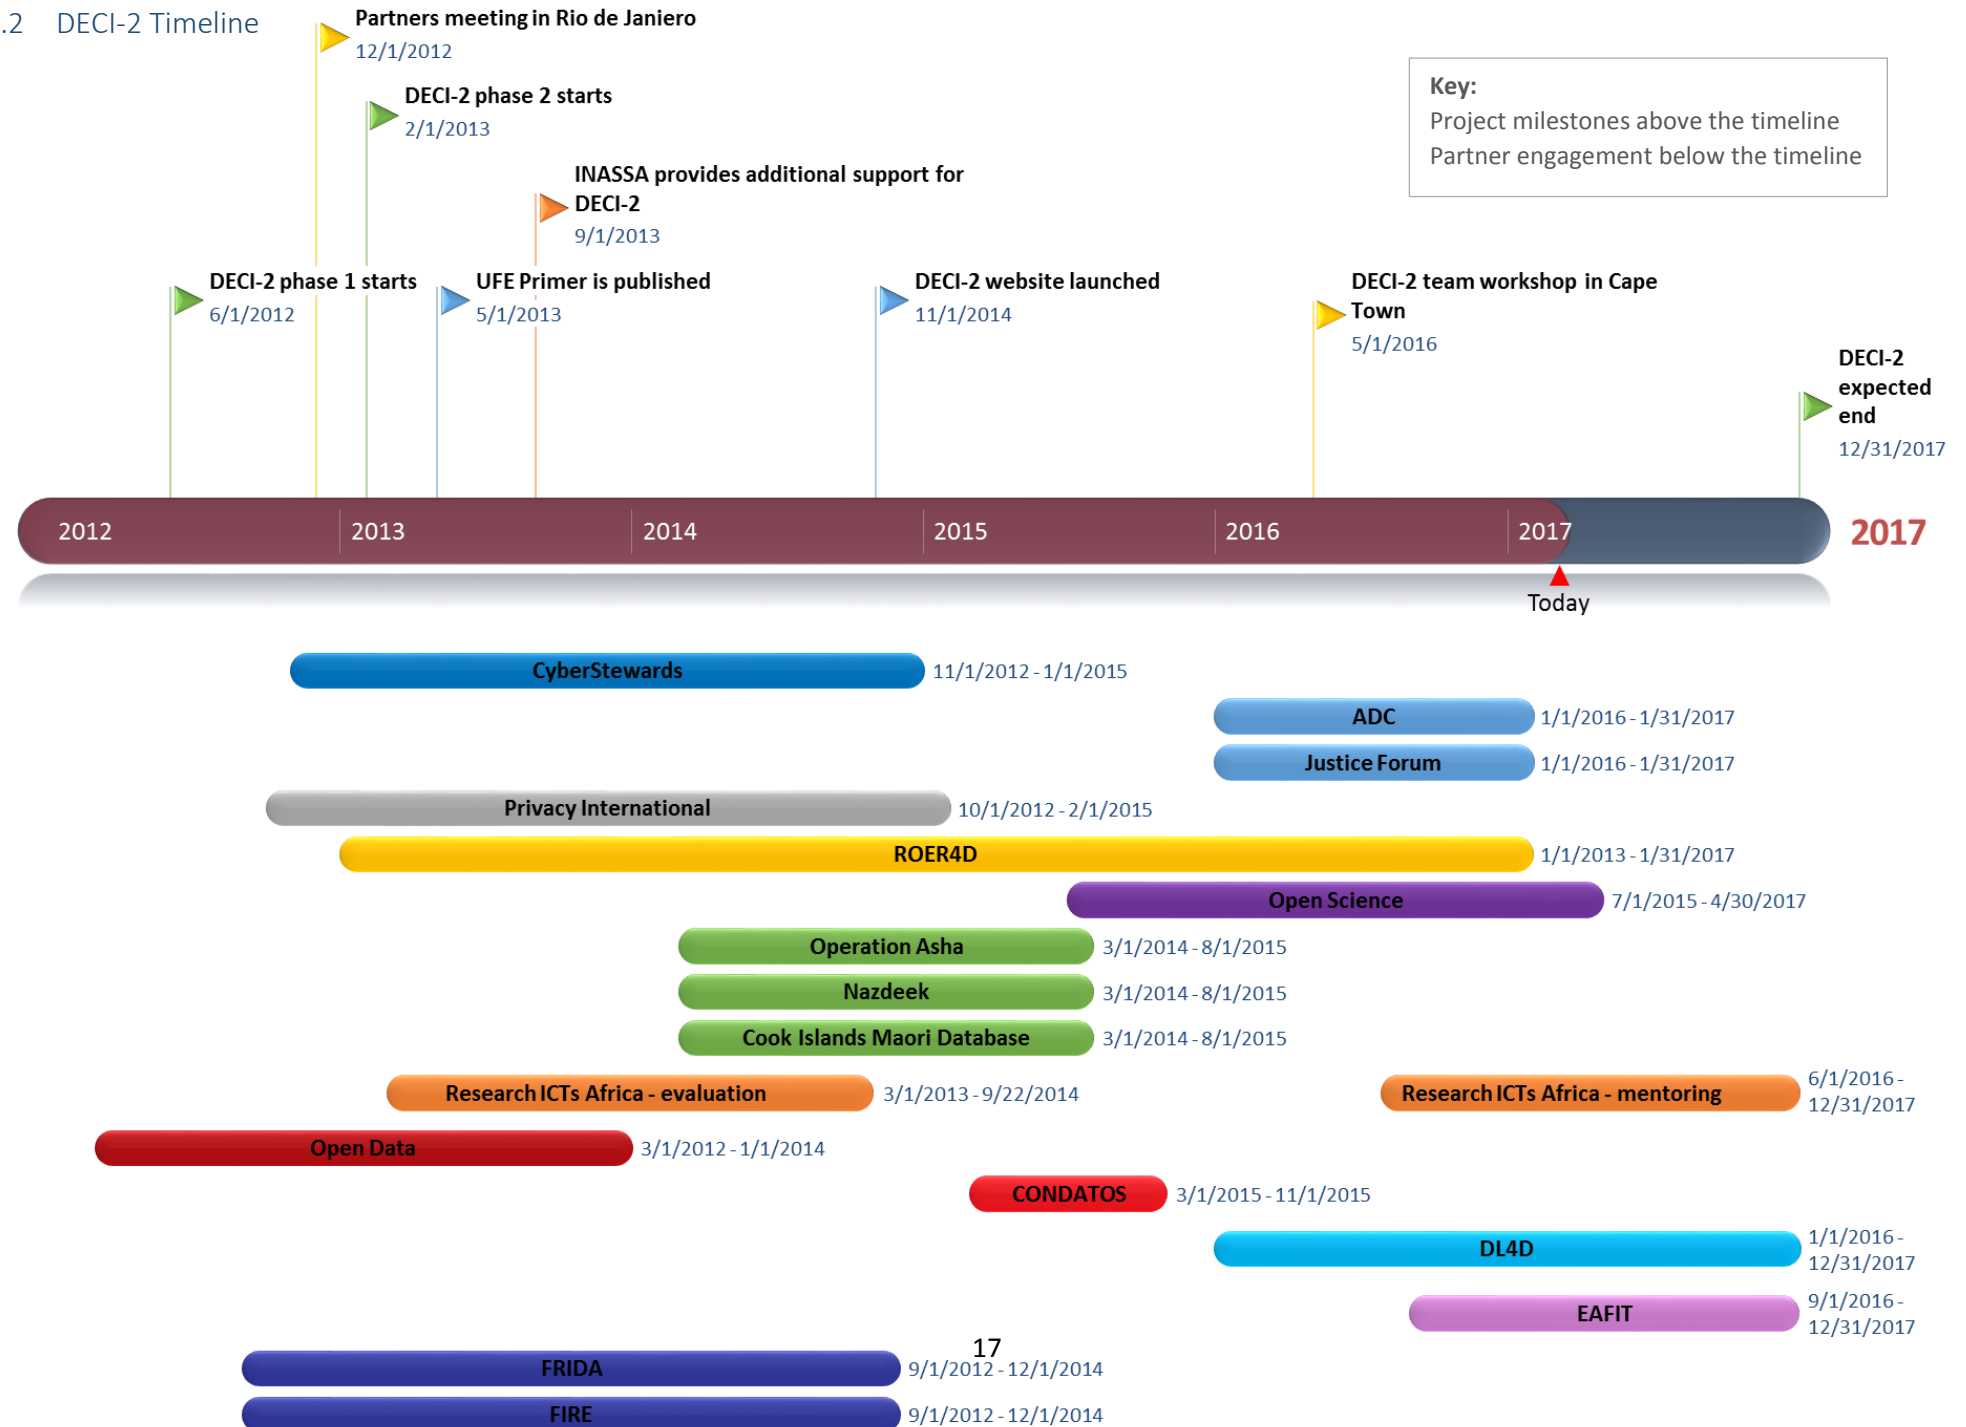 .2 DECI-2 Timeline
Partners meeting in Rio de Janiero
12/1/2012
DECI-2 phase 2 starts
2/1/2013
Key:
Project milestones above the timeline
Partner engagement below the timeline
INASSA provides additional support for
DECI-2
9/1/2013
DECI-2 phase 1 starts
6/1/2012
UFE Primer is published
5/1/2013
DECI-2 website launched
11/1/2014
DECI-2 team workshop in Cape
Town
5/1/2016
DECI-2
expected
end
12/31/2017
2012 2013 2014 2015 2016 2017 2017
Today
CyberStewards 11/1/2012 - 1/1/2015
ADC 1/1/2016 - 1/31/2017
Justice Forum 1/1/2016 - 1/31/2017
Privacy International 10/1/2012 - 2/1/2015
ROER4D 1/1/2013 - 1/31/2017
Open Science 7/1/2015 - 4/30/2017
Operation Asha 3/1/2014 - 8/1/2015
Nazdeek 3/1/2014 - 8/1/2015
Cook Islands Maori Database 3/1/2014 - 8/1/2015
Research ICTs Africa - evaluation 3/1/2013 - 9/22/2014
Research ICTs Africa - mentoring 6/1/2016 -
12/31/2017
Open Data 3/1/2012 - 1/1/2014
CONDATOS 3/1/2015 - 11/1/2015
DL4D 1/1/2016 -
12/31/2017
EAFIT 9/1/2016 -
12/31/2017
17
FRIDA 9/1/2012 - 12/1/2014
FIRE 9/1/2012 - 12/1/2014